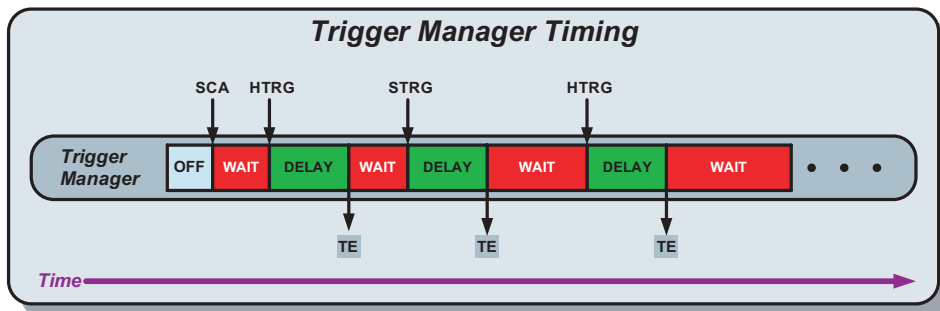 Trigger Manager Timing
SCA HTRG STRG HTRG
Trigger
Manager
OFF WAIT DELAY WAIT DELAY WAIT DELAY WAIT • • •
TE TE TE
Time